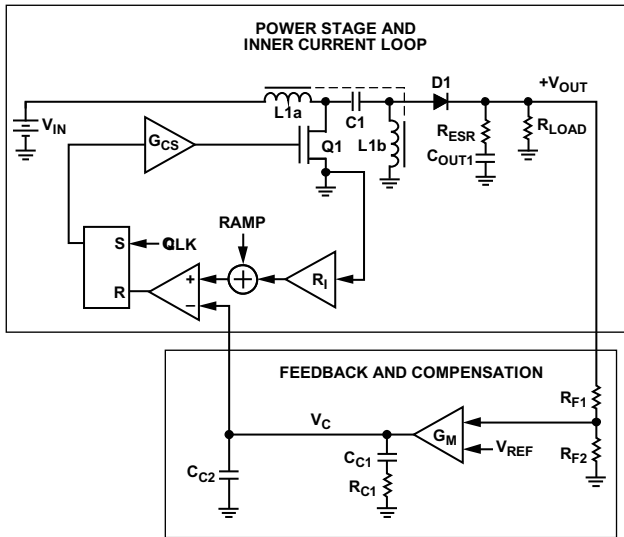 POWER STAGE AND
INNER CURRENT LOOP
D1
+VOUT
L1a
C1
VIN
GCS
Q1
L1b
RESR
COUT1
RLOAD
RAMP
S
CLK
R
+
−
+
RI
FEEDBACK AND COMPENSATION
RF1
VC
GM
VREF
RF2
CC2
CC1
RC1